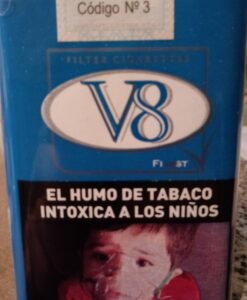 Código Nº 3
FILTER CIGARETTES
V8
EL HUMO DE TABACO
INTOXICA A LOS NIÑOS